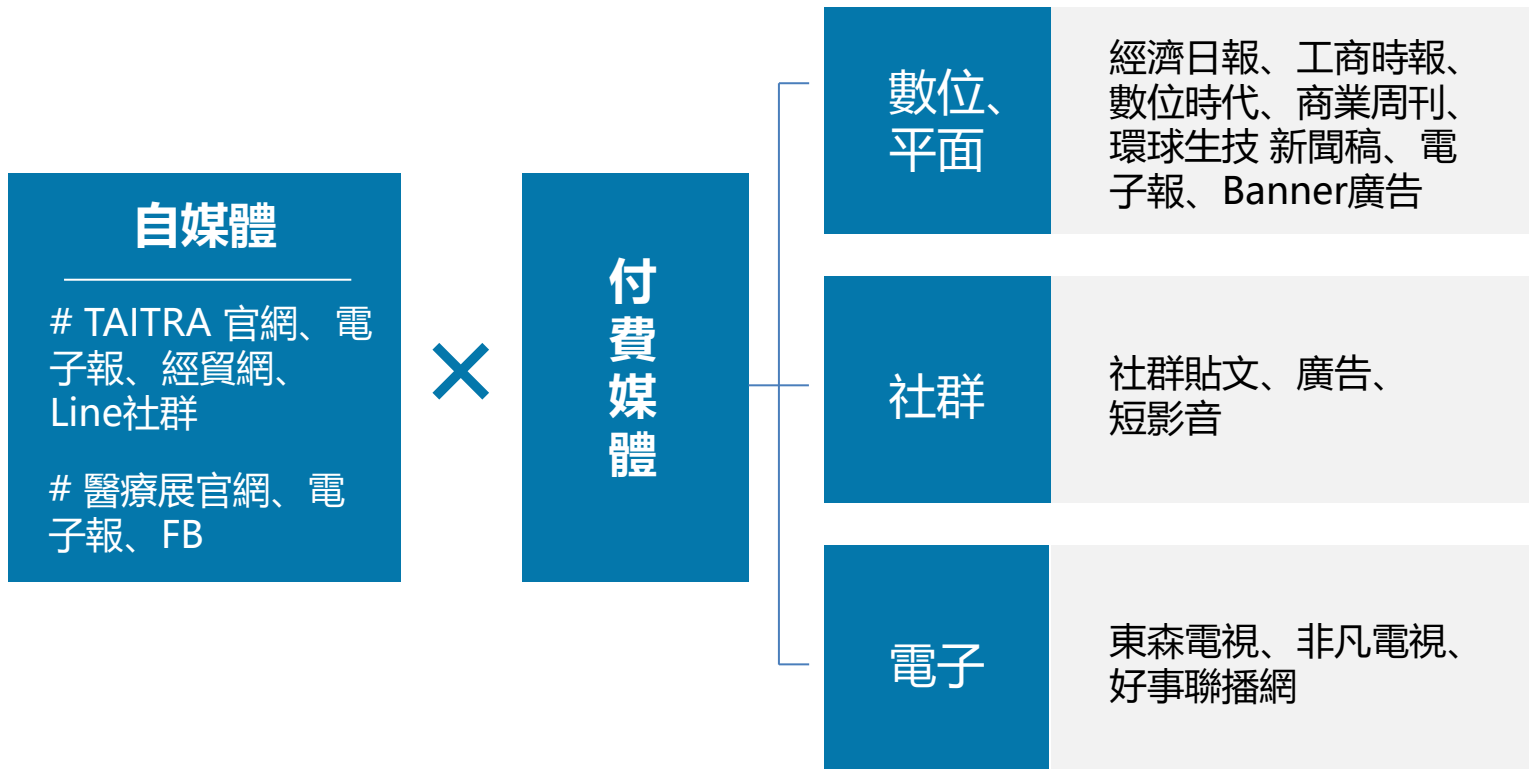 自媒體
# TAITRA 官網、電
子報、經貿網、
Line社群
# 醫療展官網、電
子報、FB
×
付
費
媒
體
數位、
平面
經濟日報、工商時報、
數位時代、商業周刊、
環球生技 新聞稿、電
子報、Banner廣告
社群
社群貼文、廣告、
短影音
電子
東森電視、非凡電視、
好事聯播網